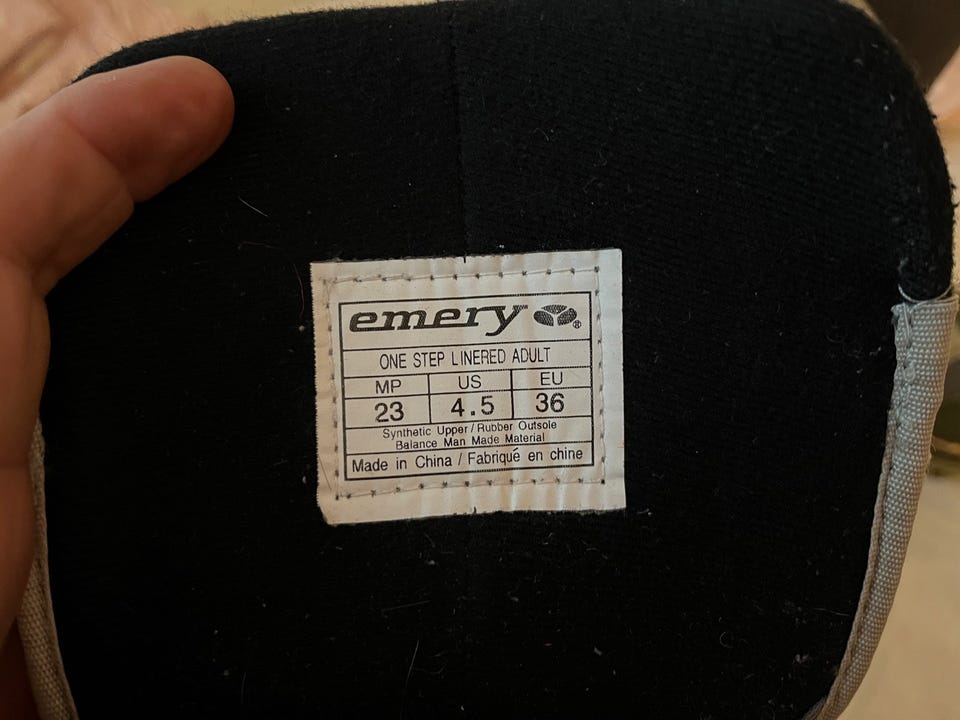 emery ®
ONE STEP LINERED ADULT
MP US EU
23 4.5 36
Synthetic Upper / Rubber Outsole
Balance Man Made Material
Made in China / Fabriqué en chine